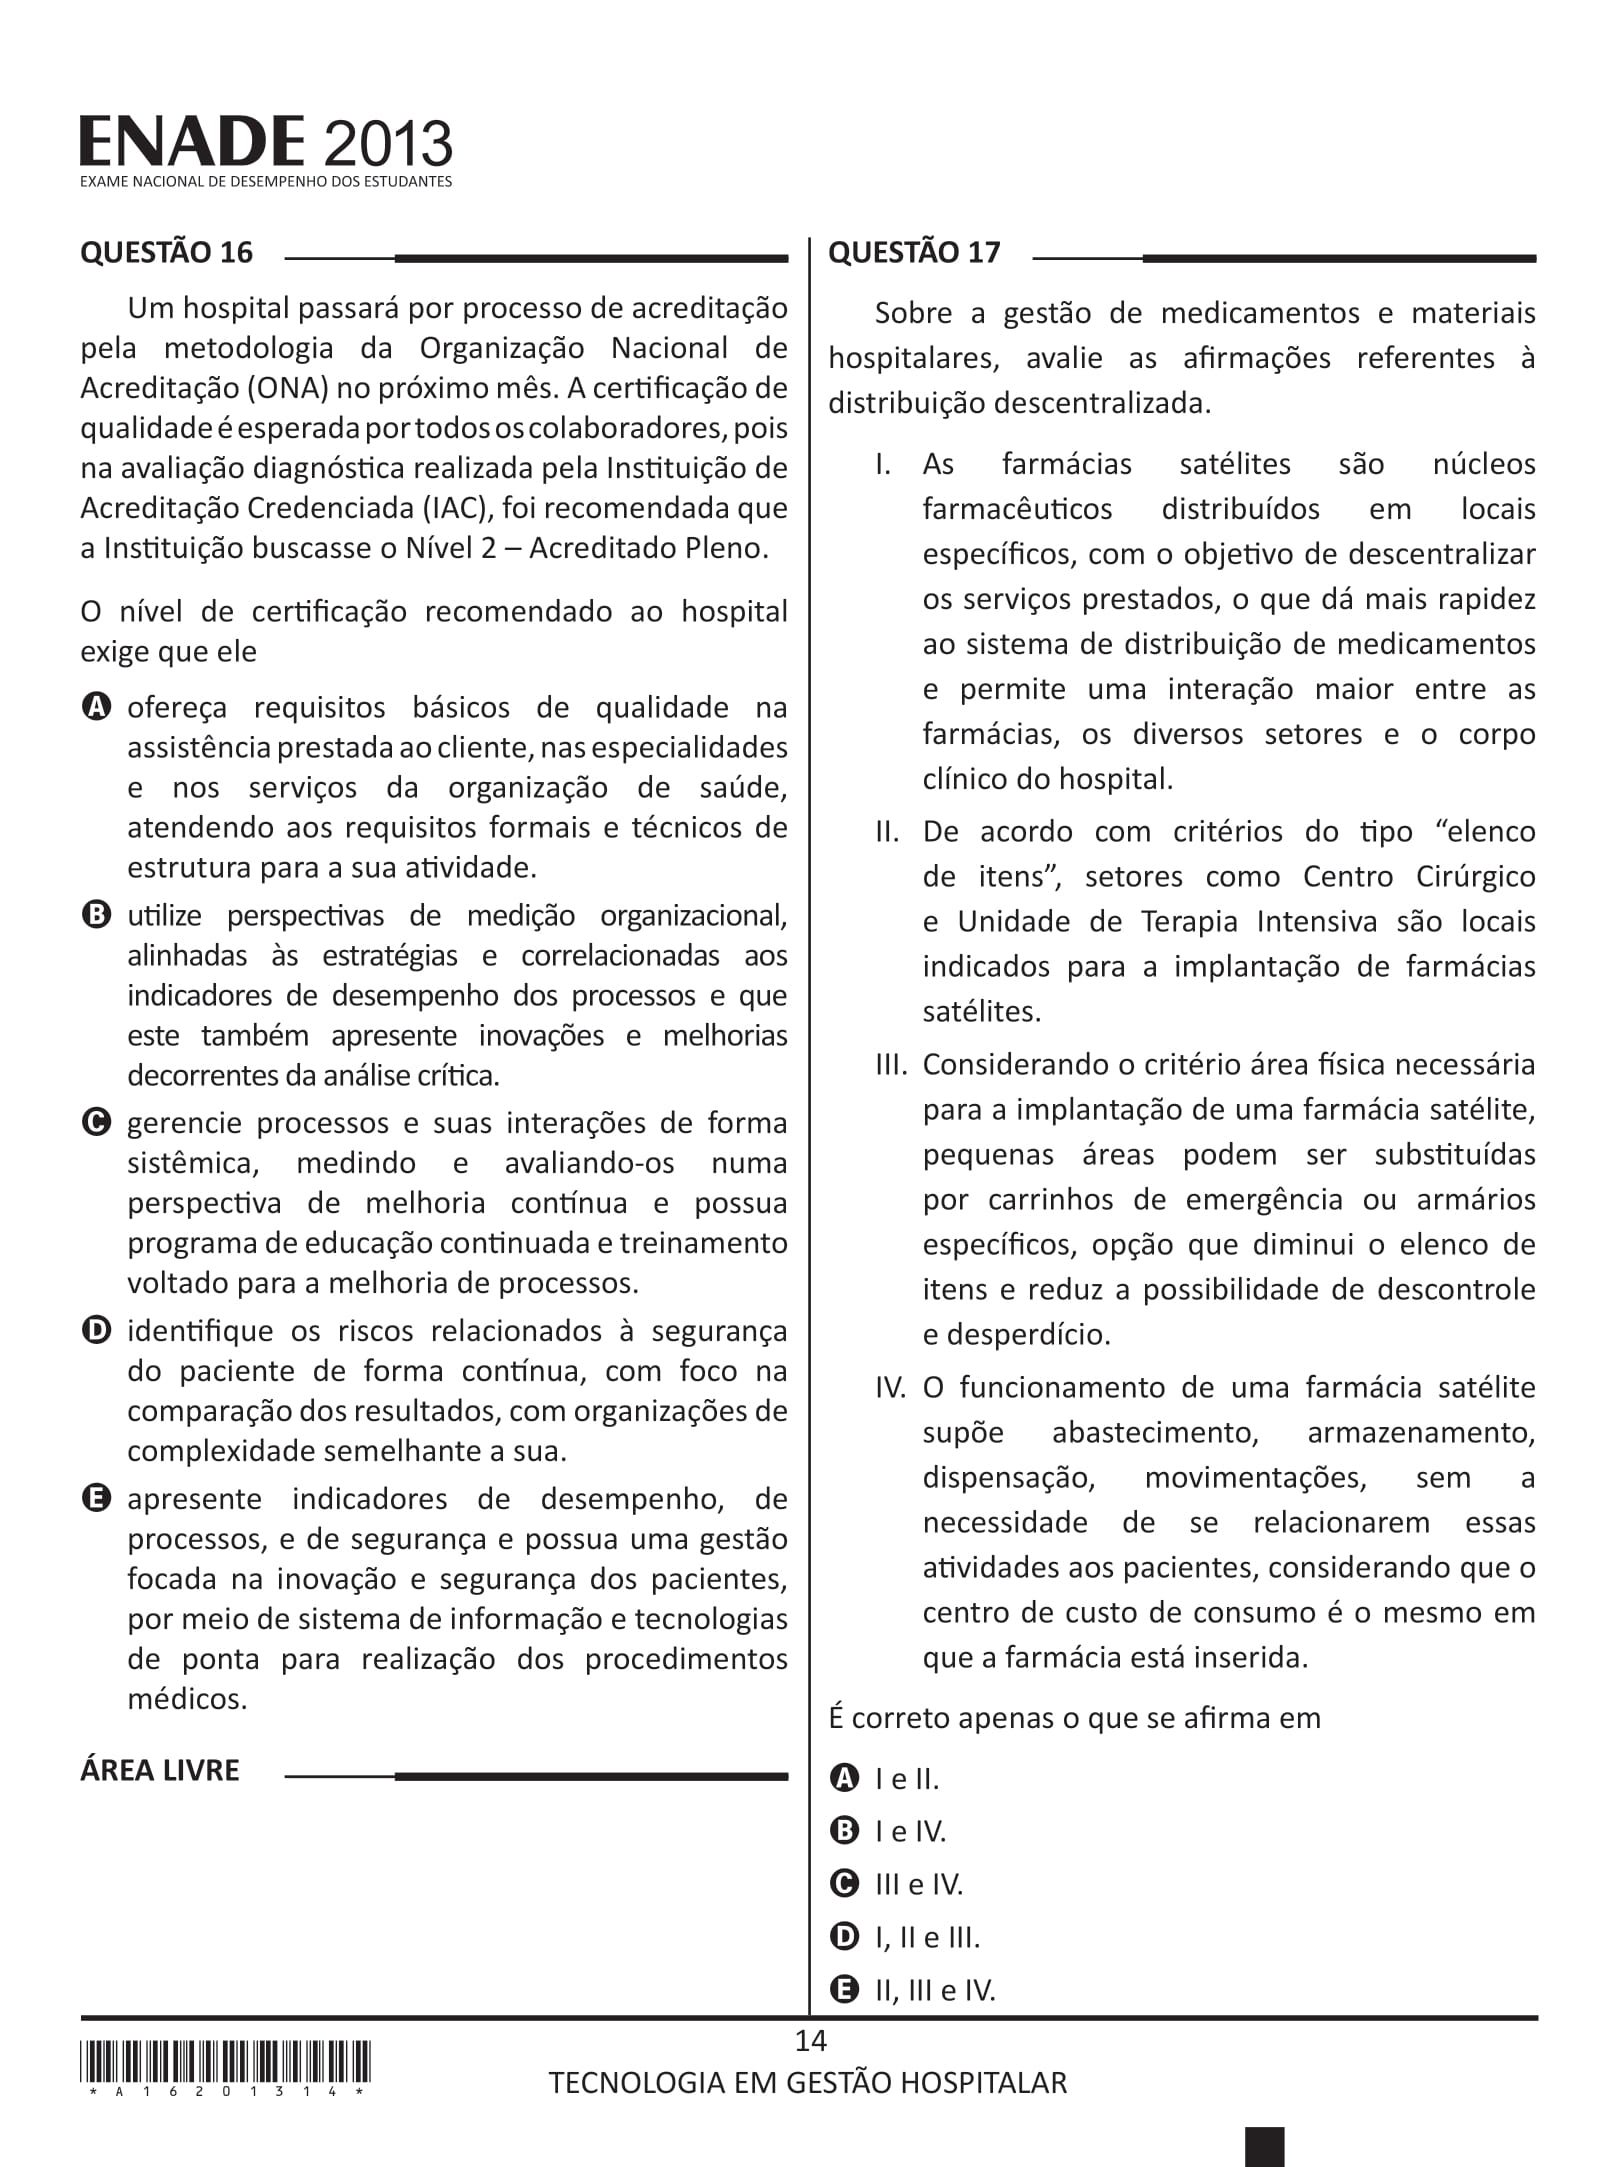 ENADE 2013
EXAME NACIONAL DE DESEMPENHO DOS ESTUDANTES
QUESTÃO 16
Um hospital passará por processo de acreditação
pela metodologia da Organização Nacional de
Acreditação (ONA) no próximo mês. A certificação de
qualidade é esperada por todos os colaboradores, pois
na avaliação diagnóstica realizada pela Instituição de
Acreditação Credenciada (IAC), foi recomendada que
a Instituição buscasse o Nível 2 – Acreditado Pleno.
O nível de certificação recomendado ao hospital
exige que ele
A ofereça requisitos básicos de qualidade na
assistência prestada ao cliente, nas especialidades
e nos serviços da organização de saúde,
atendendo aos requisitos formais e técnicos de
estrutura para a sua atividade.
B utilize perspectivas de medição organizacional,
alinhadas às estratégias e correlacionadas aos
indicadores de desempenho dos processos e que
este também apresente inovações e melhorias
decorrentes da análise crítica.
C gerencie processos e suas interações de forma
sistêmica, medindo e avaliando-os numa
perspectiva de melhoria contínua e possua
programa de educação continuada e treinamento
voltado para a melhoria de processos.
D identifique os riscos relacionados à segurança
do paciente de forma contínua, com foco na
comparação dos resultados, com organizações de
complexidade semelhante a sua.
E apresente indicadores de desempenho, de
processos, e de segurança e possua uma gestão
focada na inovação e segurança dos pacientes,
por meio de sistema de informação e tecnologias
de ponta para realização dos procedimentos
médicos.
ÁREA LIVRE
QUESTÃO 17
Sobre a gestão de medicamentos e materiais
hospitalares, avalie as afirmações referentes à
distribuição descentralizada.
I. As farmácias satélites são núcleos
farmacêuticos distribuídos em locais
específicos, com o objetivo de descentralizar
os serviços prestados, o que dá mais rapidez
ao sistema de distribuição de medicamentos
e permite uma interação maior entre as
farmácias, os diversos setores e o corpo
clínico do hospital.
II. De acordo com critérios do tipo “elenco
de itens”, setores como Centro Cirúrgico
e Unidade de Terapia Intensiva são locais
indicados para a implantação de farmácias
satélites.
III. Considerando o critério área física necessária
para a implantação de uma farmácia satélite,
pequenas áreas podem ser substituídas
por carrinhos de emergência ou armários
específicos, opção que diminui o elenco de
itens e reduz a possibilidade de descontrole
e desperdício.
IV. O funcionamento de uma farmácia satélite
supõe abastecimento, armazenamento,
dispensação, movimentações, sem a
necessidade de se relacionarem essas
atividades aos pacientes, considerando que o
centro de custo de consumo é o mesmo em
que a farmácia está inserida.
É correto apenas o que se afirma em
A I e II.
B I e IV.
C III e IV.
D I, II e III.
E II, III e IV.
14
TECNOLOGIA EM GESTÃO HOSPITALAR
* A 1 6 2 0 1 3 1 4 *